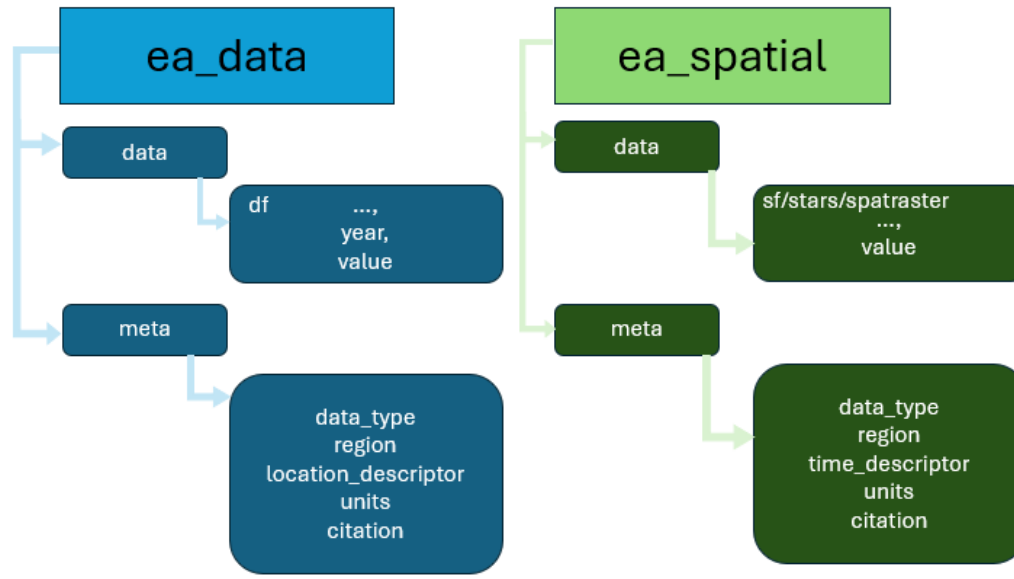 ea_data
data
df ...,
year,
value
meta
data_type
region
location_descriptor
units
citation
ea_spatial
data
sf/stars/spatraster
...,
value
meta
data_type
region
time_descriptor
units
citation